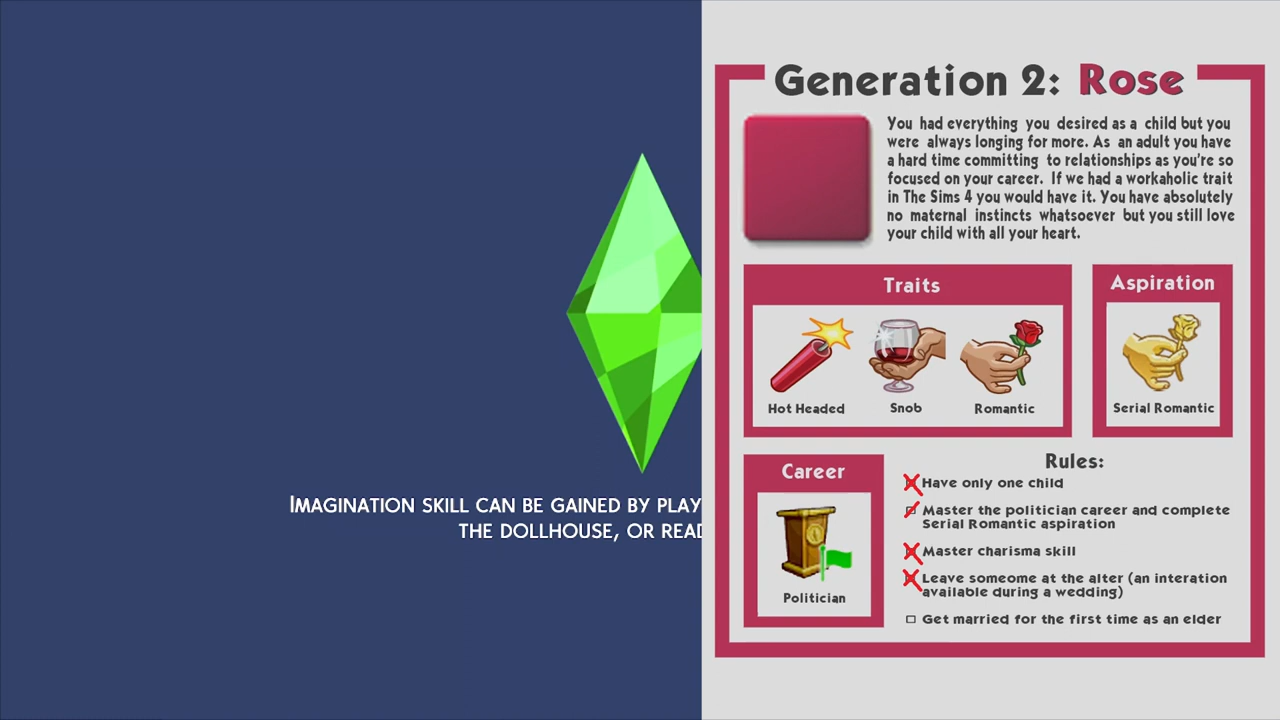 IMAGINATION SKILL CAN BE GAINED BY PLAY
THE DOLLHOUSE, OR READ
Generation 2: Rose
You had everything you desired as a child but you
were always longing for more. As an adult you have
a hard time committing to relationships as you're so
focused on your career. If we had a workaholic trait
in The Sims 4 you would have it. You have absolutely
no maternal instincts whatsoever but you still love
your child with all your heart.
Traits
Hot Headed
Snob
Romantic
Aspiration
Serial Romantic
Career
Politician
Rules:
Have only one child
Master the politician career and complete
Serial Romantic aspiration
Master charisma skill
Leave someome at the alter (an interation
available during a wedding)
Get married for the first time as an elder